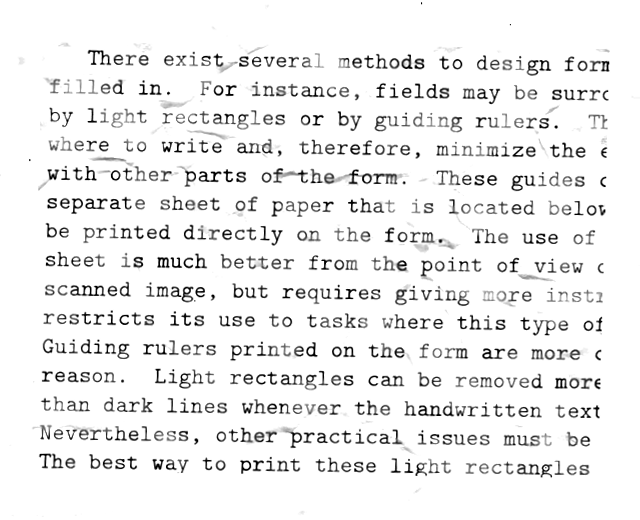 There exist several methods to design
filled in. For instance, fields may be
by light rectangles or by guiding rulers.
where to write and, therefore, minimize the
with other parts of the form. These guides
separate sheet of paper that is located
be printed directly on the form. The use of
sheet is much better from the point of view
scanned image, but requires giving more
restricts its use to tasks where this type of
Guiding rulers printed on the form are more
reason. Light rectangles can be removed more
than dark lines whenever the handwritten text
Nevertheless, other practical issues must be
The best way to print these light rectangles